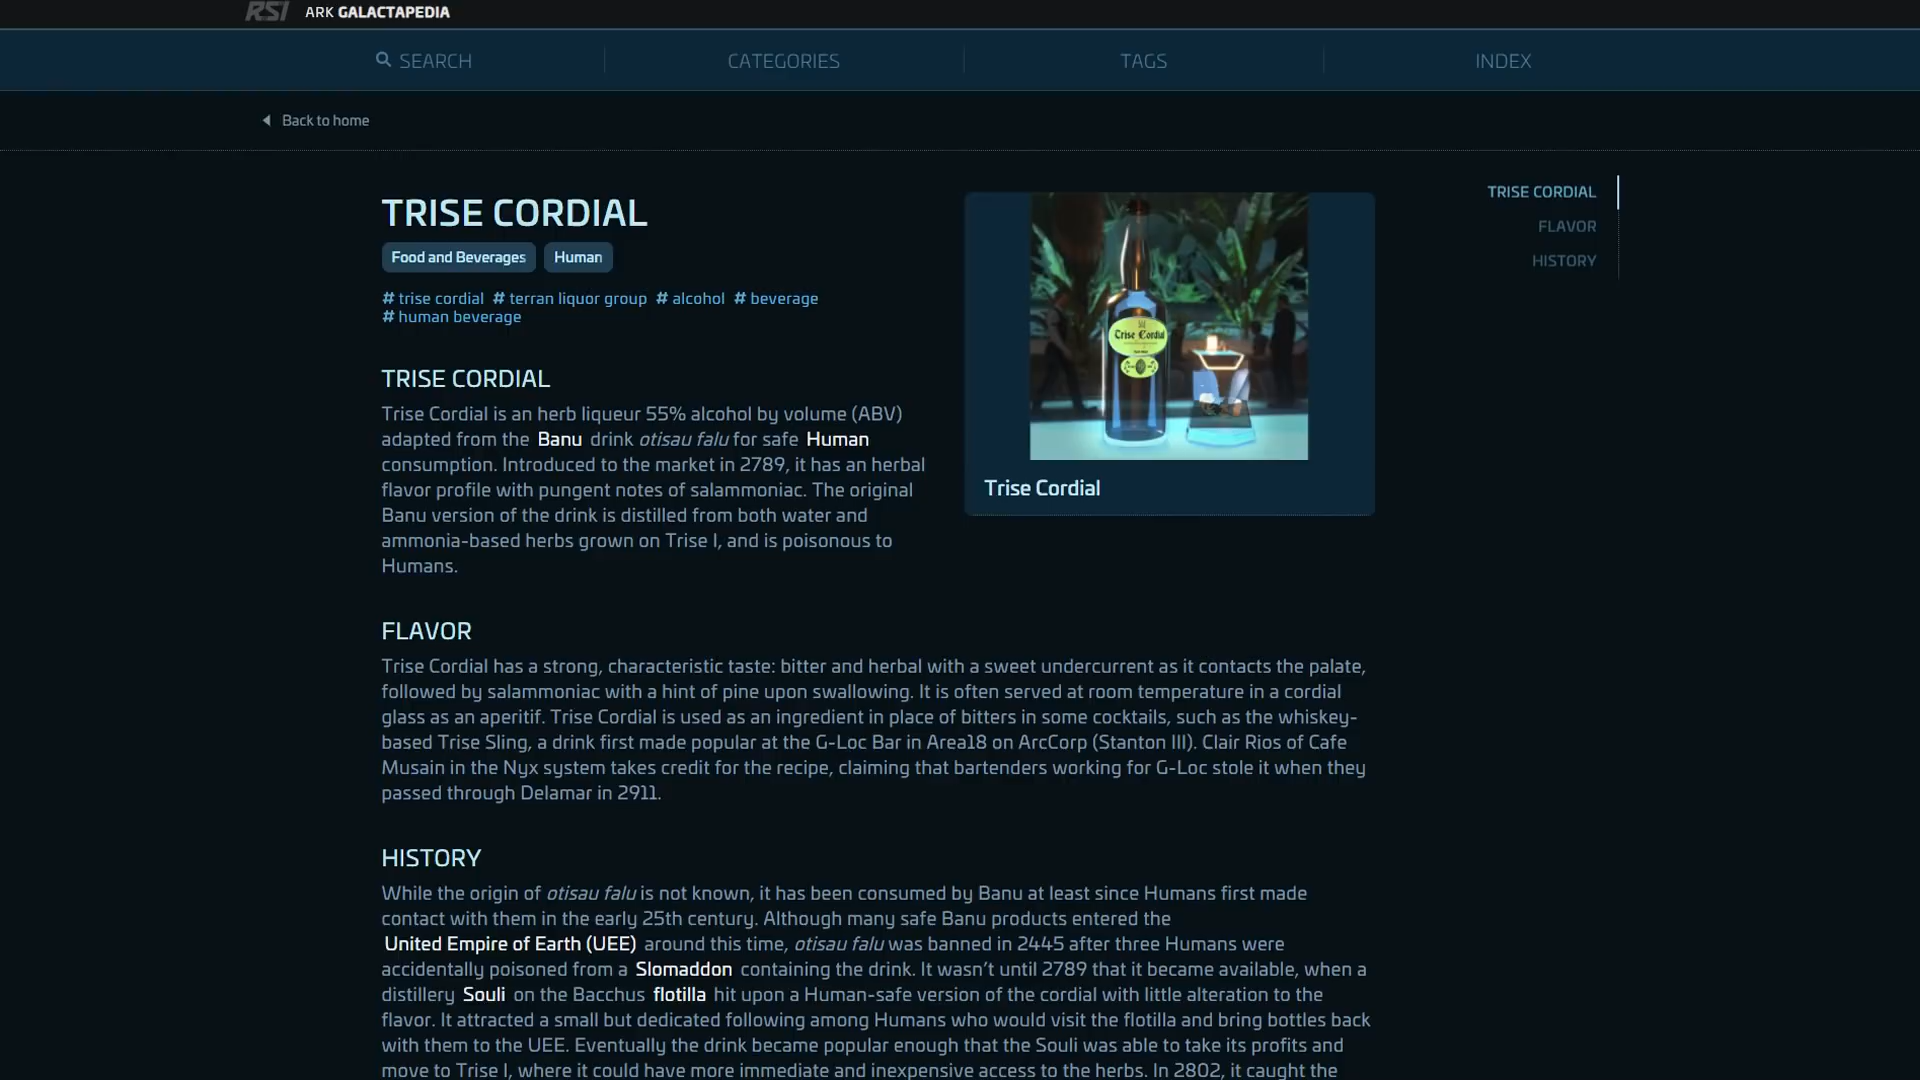 RSI ARK GALACTAPEDIA
SEARCH CATEGORIES TAGS INDEX
Back to home
TRISE CORDIAL
Food and Beverages Human
# trise cordial # terran liquor group # alcohol # beverage
# human beverage
TRISE CORDIAL
Trise Cordial is an herb liqueur 55% alcohol by volume (ABV)
adapted from the Banu drink otisau falu for safe Human
consumption. Introduced to the market in 2789, it has an herbal
flavor profile with pungent notes of salammoniac. The original
Banu version of the drink is distilled from both water and
ammonia-based herbs grown on Trise I, and is poisonous to
Humans.
Trise Cordial
Trise Cordial
TRISE CORDIAL
FLAVOR
HISTORY
FLAVOR
Trise Cordial has a strong, characteristic taste: bitter and herbal with a sweet undercurrent as it contacts the palate,
followed by salammoniac with a hint of pine upon swallowing. It is often served at room temperature in a cordial
glass as an aperitif. Trise Cordial is used as an ingredient in place of bitters in some cocktails, such as the whiskey-
based Trise Sling, a drink first made popular at the G-Loc Bar in Area18 on ArcCorp (Stanton III). Clair Rios of Cafe
Musain in the Nyx system takes credit for the recipe, claiming that bartenders working for G-Loc stole it when they
passed through Delamar in 2911.
HISTORY
While the origin of otisau falu is not known, it has been consumed by Banu at least since Humans first made
contact with them in the early 25th century. Although many safe Banu products entered the
United Empire of Earth (UEE) around this time, otisau falu was banned in 2445 after three Humans were
accidentally poisoned from a Slomaddon containing the drink. It wasn't until 2789 that it became available, when a
distillery Souli on the Bacchus flotilla hit upon a Human-safe version of the cordial with little alteration to the
flavor. It attracted a small but dedicated following among Humans who would visit the flotilla and bring bottles back
with them to the UEE. Eventually the drink became popular enough that the Souli was able to take its profits and
move to Trise I, where it could have more immediate and inexpensive access to the herbs. In 2802, it caught the